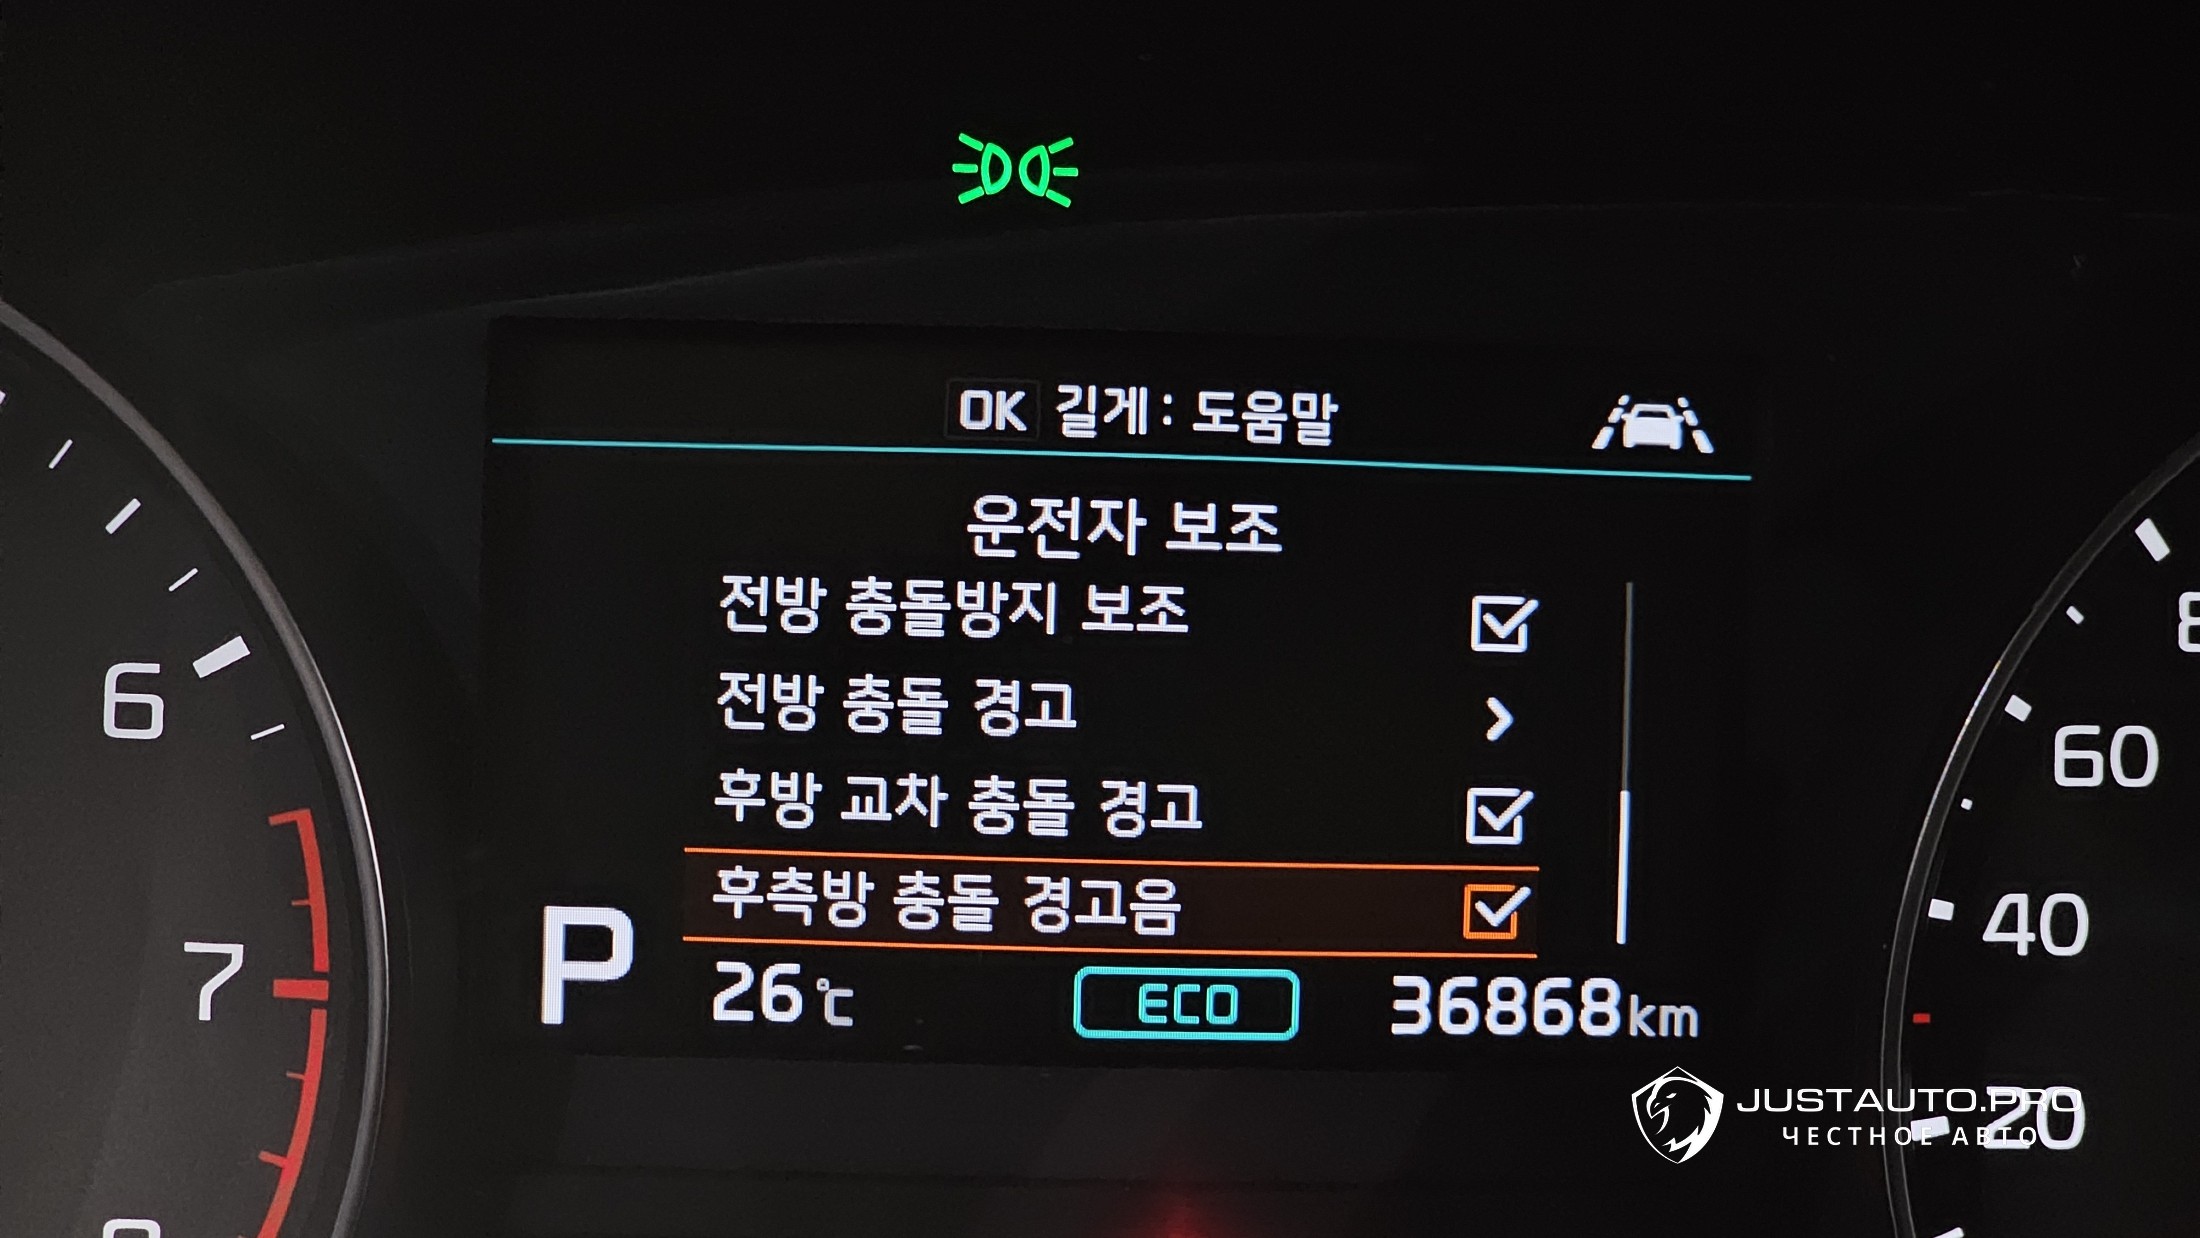 OK 길게 : 도움말
운전자 보조
전방 충돌방지 보조
전방 충돌 경고
후방 교차 충돌 경고
후측방 충돌 경고음
P 26 ℃ ECO 36868 km
6
7
60
40
20
JUSTAUTO.PRO
ЧЕСТНОЕ АВТО